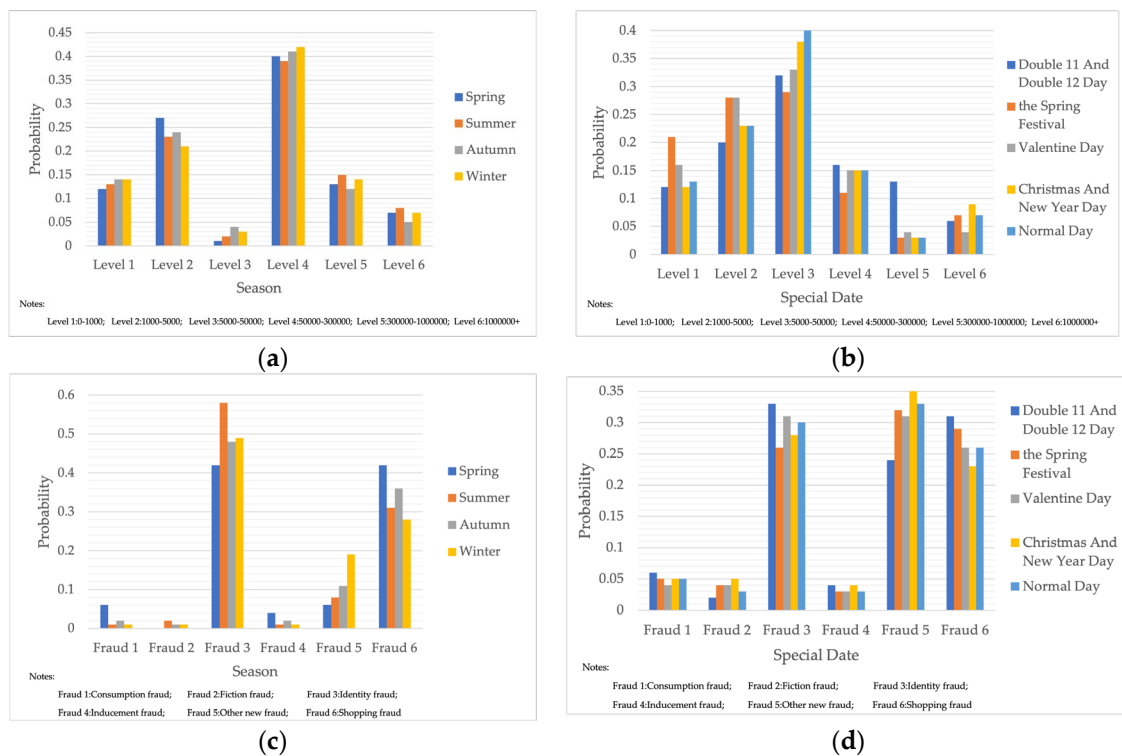 0.45
0.4
0.35
0.3
0.25
0.2
0.15
0.1
0.05
0
Probability
Level 1 Level 2 Level 3 Level 4 Level 5 Level 6
Season
Spring
Summer
Autumn
Winter
Notes:
Level 1:0-1000; Level 2:1000-5000; Level 3:5000-50000; Level 4:50000-300000; Level 5:300000-1000000; Level 6:1000000+
(a)
0.4
0.35
0.3
0.25
0.2
0.15
0.1
0.05
0
Probability
Level 1 Level 2 Level 3 Level 4 Level 5 Level 6
Special Date
Double 11 And
Double 12 Day
the Spring
Festival
Valentine Day
Christmas And
New Year Day
Normal Day
Notes:
Level 1:0-1000; Level 2:1000-5000; Level 3:5000-50000; Level 4:50000-300000; Level 5:300000-1000000; Level 6:1000000+
(b)
0.6
0.5
0.4
0.3
0.2
0.1
0
Probability
Fraud 1 Fraud 2 Fraud 3 Fraud 4 Fraud 5 Fraud 6
Season
Spring
Summer
Autumn
Winter
Notes:
Fraud 1:Consumption fraud; Fraud 2:Fiction fraud; Fraud 3:Identity fraud;
Fraud 4:Inducement fraud; Fraud 5:Other new fraud; Fraud 6:Shopping fraud
(c)
0.35
0.3
0.25
0.2
0.15
0.1
0.05
0
Probability
Fraud 1 Fraud 2 Fraud 3 Fraud 4 Fraud 5 Fraud 6
Special Date
Double 11 And
Double 12 Day
the Spring
Festival
Valentine Day
Christmas And
New Year Day
Normal Day
Notes:
Fraud 1:Consumption fraud; Fraud 2:Fiction fraud; Fraud 3:Identity fraud;
Fraud 4:Inducement fraud; Fraud 5:Other new fraud; Fraud 6:Shopping fraud
(d)